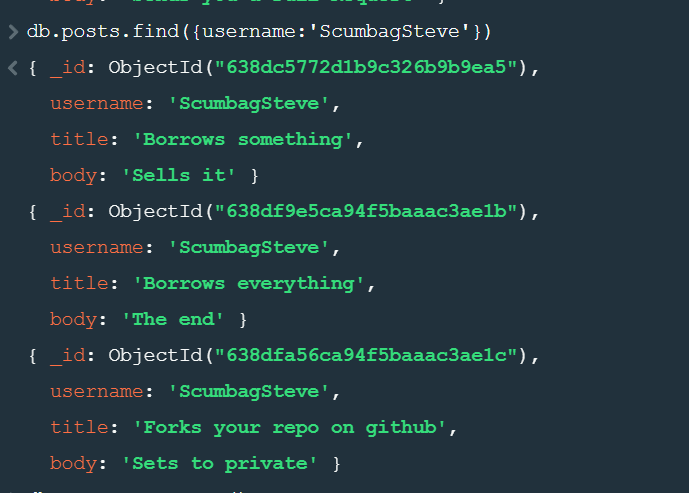 db.posts.find({username:'ScumbagSteve'})
{ _id: ObjectId("638dc5772d1b9c326b9b9ea5"),
username: 'ScumbagSteve',
title: 'Borrows something',
body: 'Sells it' }
{ _id: ObjectId("638df9e5ca94f5baaac3ae1b"),
username: 'ScumbagSteve',
title: 'Borrows everything',
body: 'The end' }
{ _id: ObjectId("638dfa56ca94f5baaac3ae1c"),
username: 'ScumbagSteve',
title: 'Forks your repo on github',
body: 'Sets to private' }